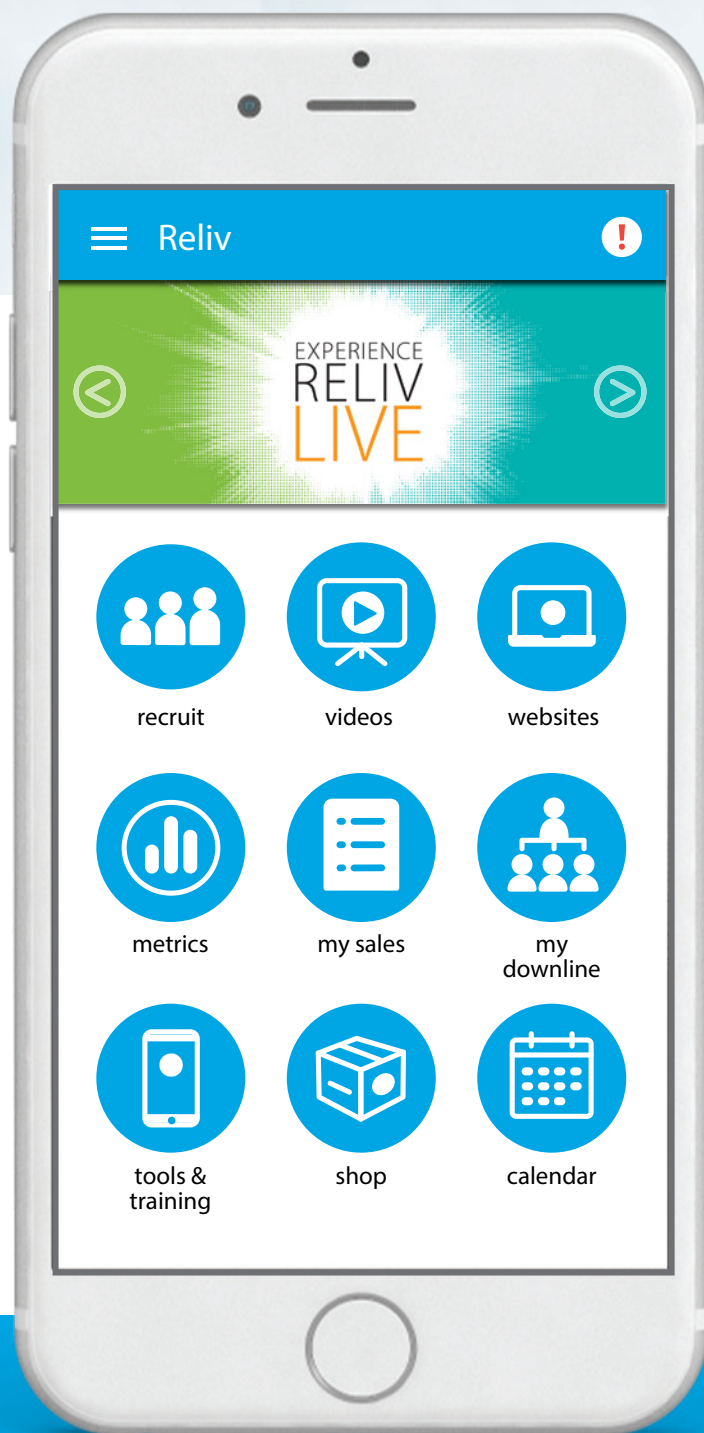 Reliv
!
EXPERIENCE
RELIV
LIVE
recruit
videos
websites
metrics
my sales
my
downline
tools &
training
shop
calendar